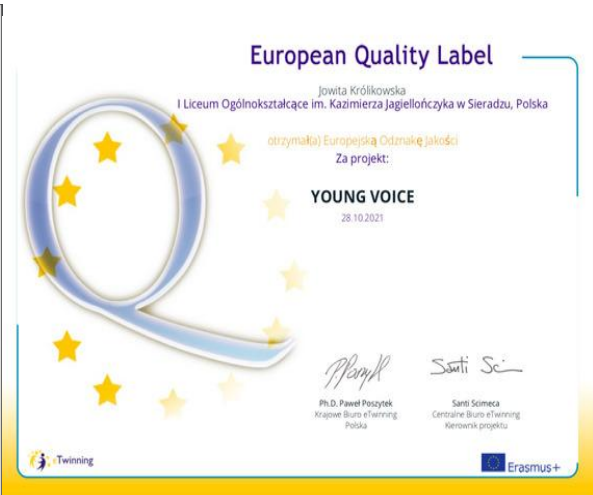 European Quality Label
Jowita Królikowska
I Liceum Ogólnokształcące im. Kazimierza Jagiellończyka w Sieradzu, Polska
otrzymał(a) Europejską Odznakę Jakości
Za projekt:
YOUNG VOICE
28.10.2021
Santi Sci
Ph.D. Paweł Poszytek
Krajowe Biuro eTwinning
Polska
Santi Scimeca
Centralne Biuro eTwinning
Kierownik projektu
eTwinning
Erasmus+